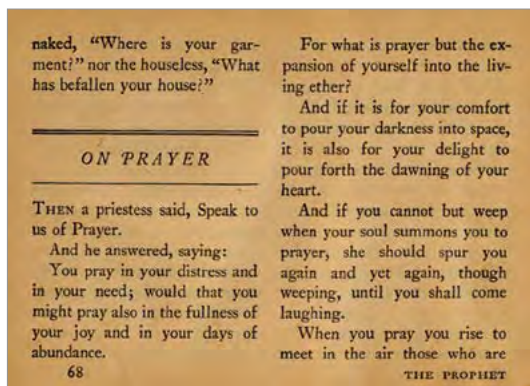 naked, “Where is your gar-
ment?” nor the houseless, “What
has befallen your house?”
ON PRAYER
THEN a priestess said, Speak to
us of Prayer.
And he answered, saying:
You pray in your distress and
in your need; would that you
might pray also in the fullness of
your joy and in your days of
abundance.
68
For what is prayer but the ex-
pansion of yourself into the liv-
ing ether?
And if it is for your comfort
to pour your darkness into space,
it is also for your delight to
pour forth the dawning of your
heart.
And if you cannot but weep
when your soul summons you to
prayer, she should spur you
again and yet again, though
weeping, until you shall come
laughing.
When you pray you rise to
meet in the air those who are
THE PROPHET